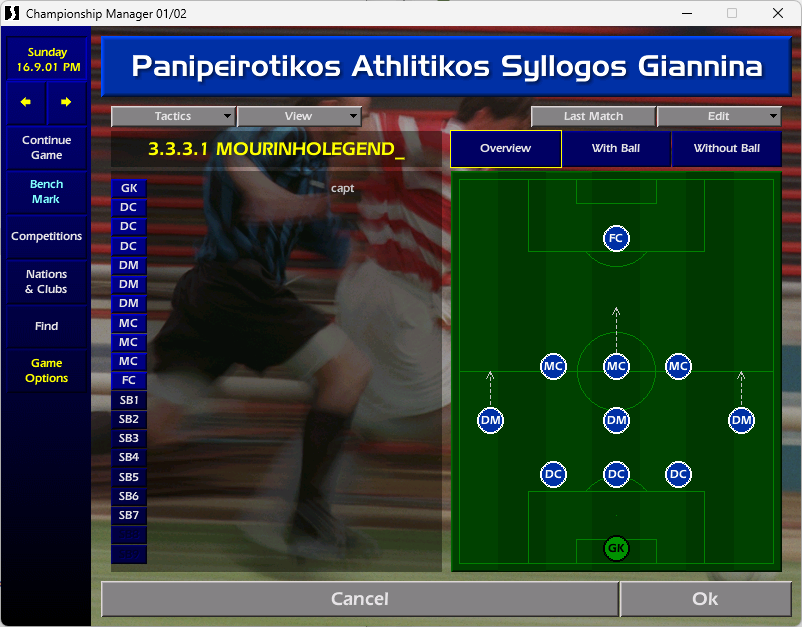 Championship Manager 01/02
Sunday
16.9.01 PM
Panipeirotikos Athlitikos Syllogos Giannina
Tactics
View
Last Match
Edit
3.3.3.1 MOURINHOLEGEND_
Overview
With Ball
Without Ball
Continue
Game
Bench
Mark
Competitions
Nations
& Clubs
Find
Game
Options
GK capt
DC
DC
DC
DM
DM
DM
MC
MC
MC
FC
SB1
SB2
SB3
SB4
SB5
SB6
SB7
FC
MC MC MC
DM DM DM
DC DC DC
GK
Cancel
Ok